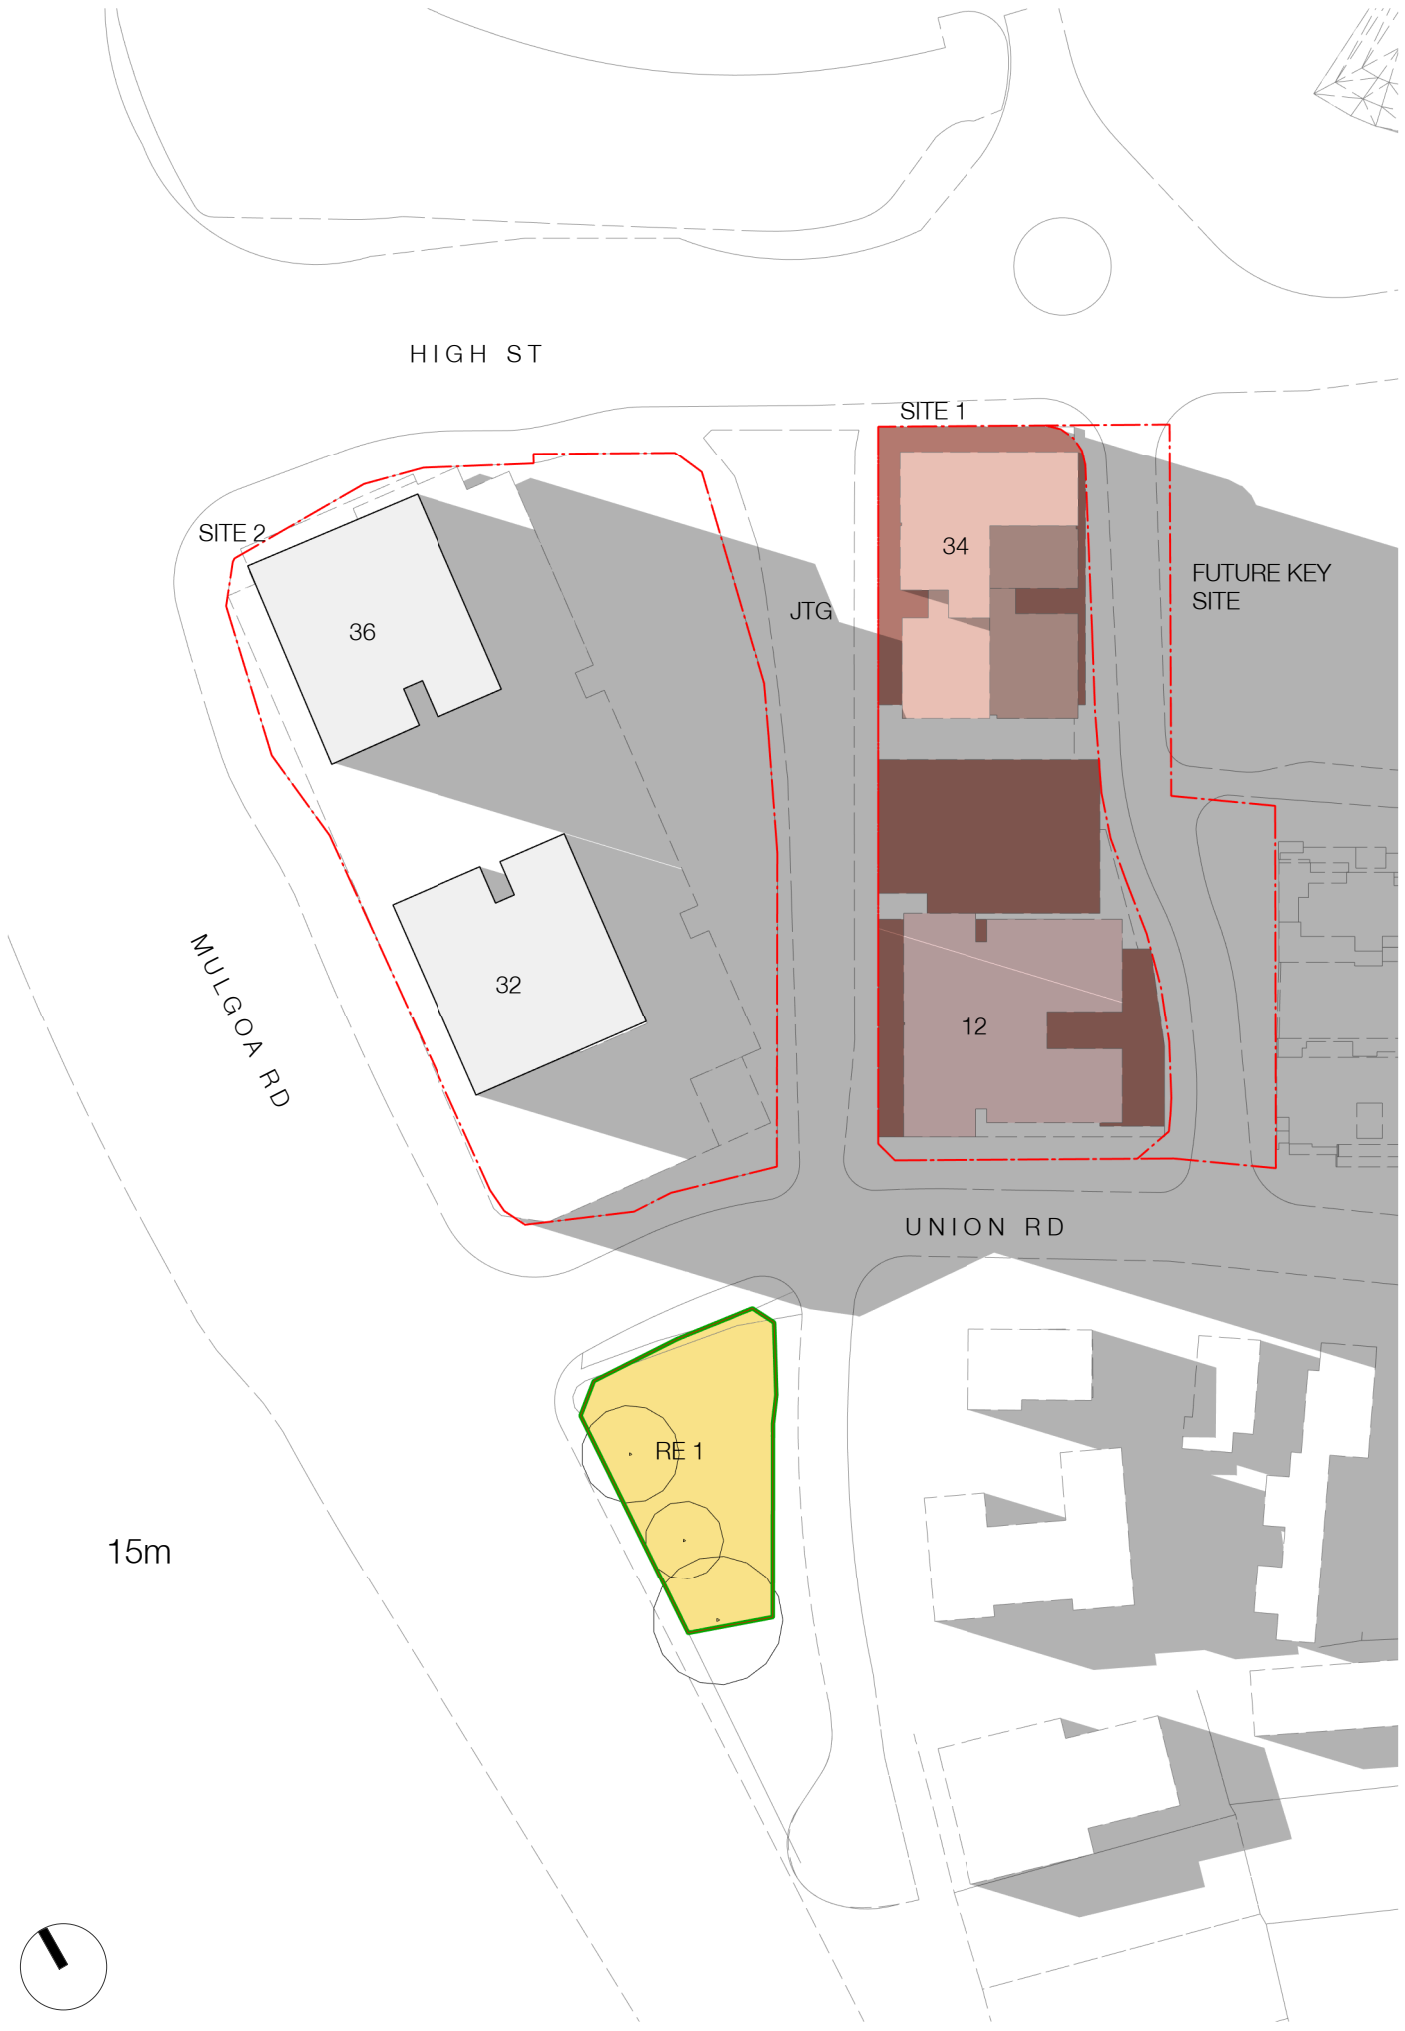 HIGH ST
SITE 1
SITE 2
34
FUTURE KEY
SITE
JTG
36
MULGOA RD
32
12
UNION RD
RE 1
15m